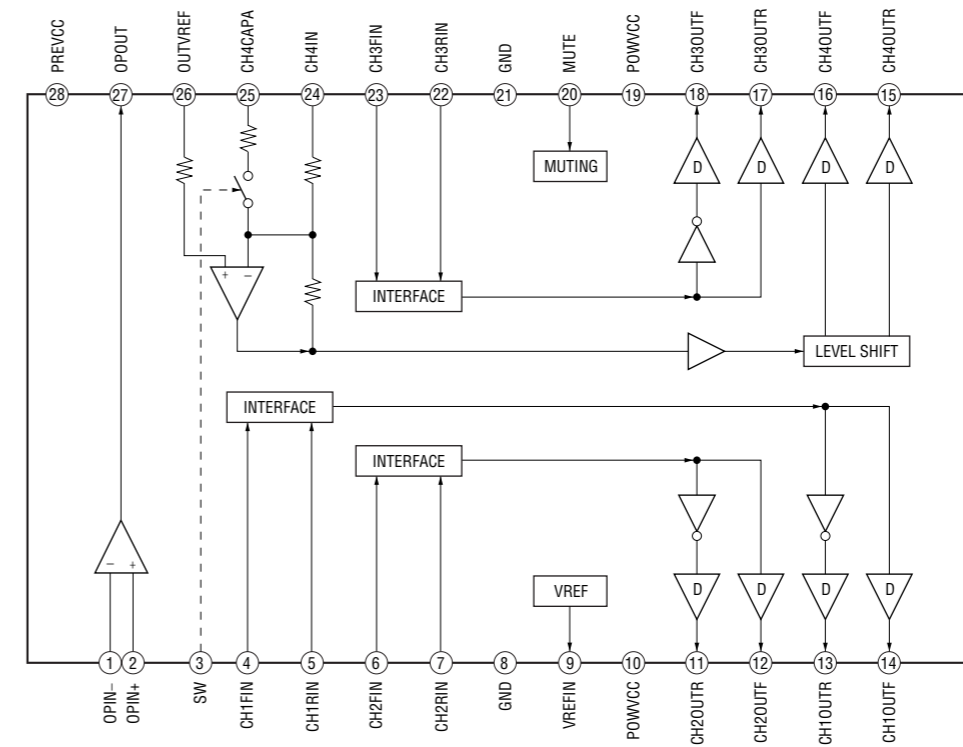 PREVCC
OPOUT
OUTVREF
CH4CAPA
CH4IN
CH3FIN
CH3RIN
GND
MUTE
POWVCC
CH3OUTF
CH3OUTR
CH4OUTF
CH4OUTR
28
27
26
25
24
23
22
21
20
19
18
17
16
15
MUTING
D
D
D
D
+
−
INTERFACE
LEVEL SHIFT
INTERFACE
INTERFACE
−
+
VREF
D
D
D
D
1
2
3
4
5
6
7
8
9
10
11
12
13
14
OPIN−
OPIN+
SW
CH1FIN
CH1RIN
CH2FIN
CH2RIN
GND
VREFIN
POWVCC
CH2OUTR
CH2OUTF
CH1OUTR
CH1OUTF